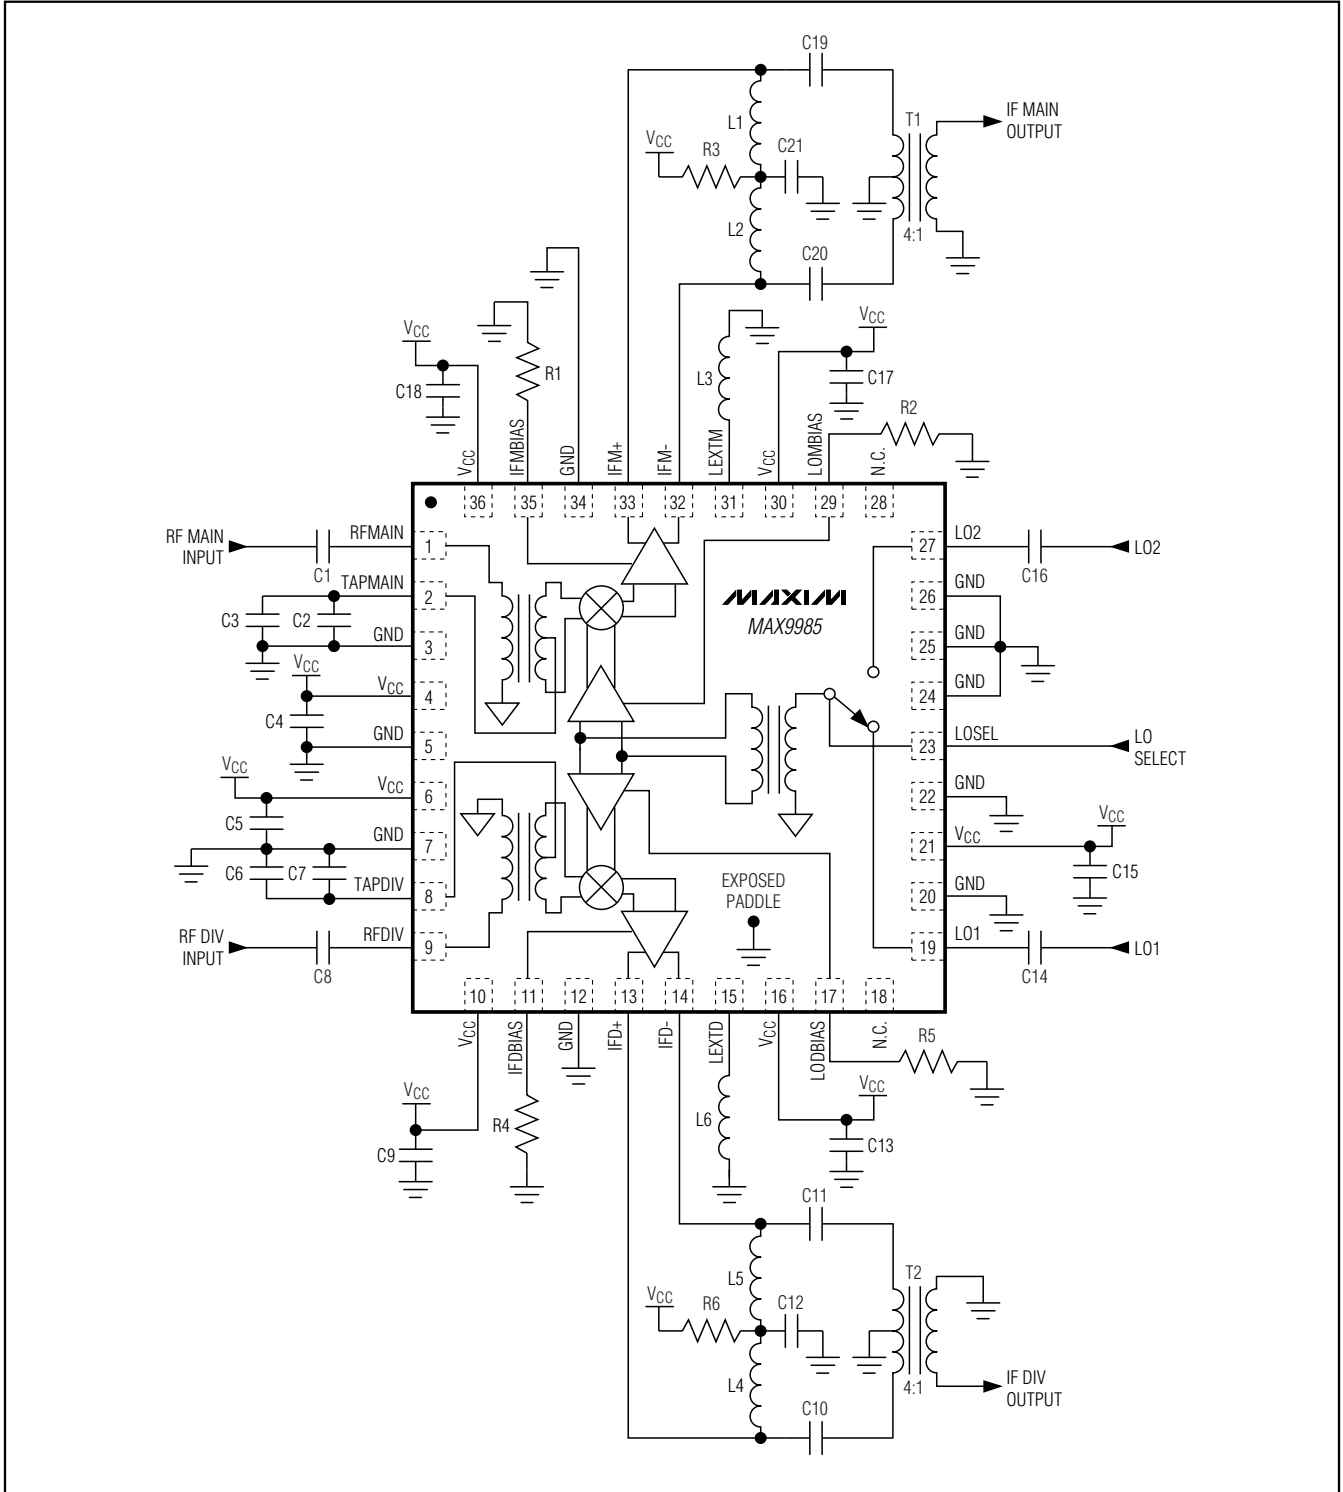 C19
T1
IF MAIN
OUTPUT
L1
VCC
R3
C21
L2
4:1
C20
VCC
VCC
C18
R1
L3
C17
R2
VCC
IFMBIAS
GND
IFM+
IFM-
LEXTM
VCC
LOMBIAS
N.C.
36
35
34
33
32
31
30
29
28
RF MAIN
INPUT
C1
RFMAIN
1
27
LO2
C16
LO2
TAPMAIN
2
MAXIM
MAX9985
26
GND
C3
C2
GND
3
25
GND
VCC
VCC
4
24
GND
C4
GND
5
23
LOSEL
LO
SELECT
VCC
VCC
6
22
GND
C5
GND
7
21
VCC
VCC
C6
C7
TAPDIV
8
EXPOSED
PADDLE
20
GND
C15
RF DIV
INPUT
C8
RFDIV
9
19
LO1
C14
LO1
10
11
12
13
14
15
16
17
18
VCC
IFDBIAS
GND
IFD+
IFD-
LEXTD
VCC
LODBIAS
N.C.
R5
VCC
C9
R4
L6
VCC
C13
C11
T2
L5
VCC
R6
C12
L4
4:1
IF DIV
OUTPUT
C10